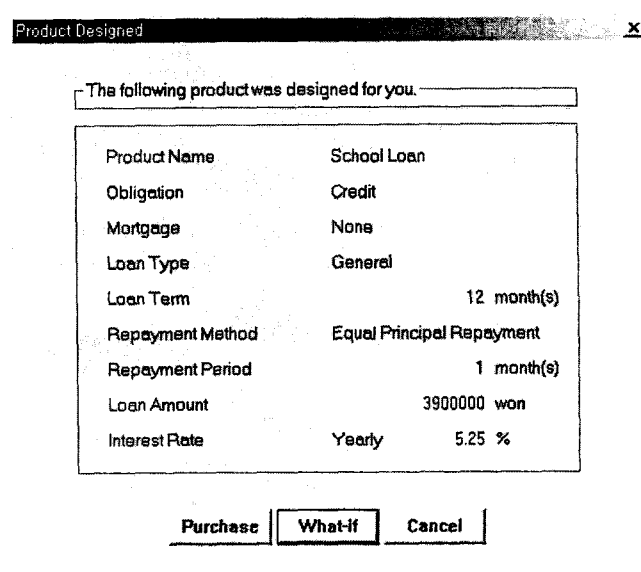 Product Designed x
The following product was designed for you.
Product Name School Loan
Obligation Credit
Mortgage None
Loan Type General
Loan Term 12 month(s)
Repayment Method Equal Principal Repayment
Repayment Period 1 month(s)
Loan Amount 3900000 won
Interest Rate Yearly 5.25 %
Purchase What-if Cancel